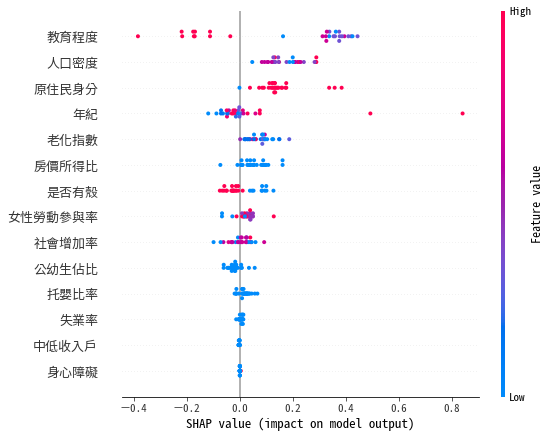 High
教育程度
人口密度
原住民身分
年紀
老化指數
房價所得比
是否有殼
女性勞動參與率
社會增加率
公幼生佔比
托嬰比率
失業率
中低收入戶
身心障礙
Feature value
Low
−0.4 −0.2 0.0 0.2 0.4 0.6 0.8
SHAP value (impact on model output)